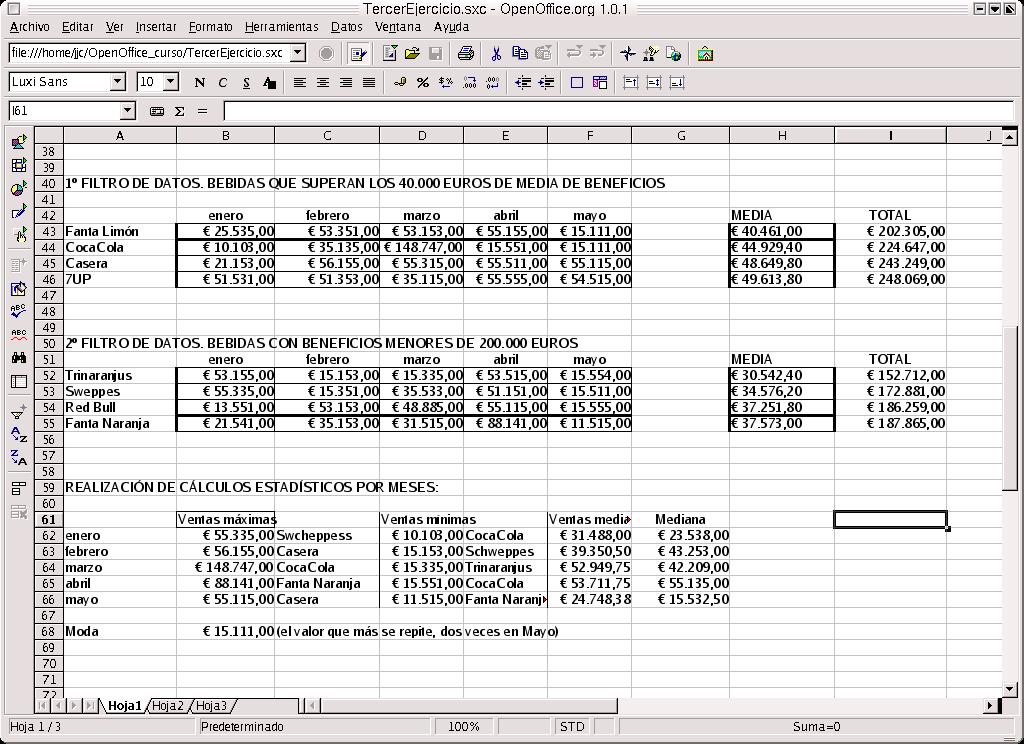 TercerEjercicio.sxc - OpenOffice.org 1.0.1
Archivo Editar Ver Insertar Formato Herramientas Datos Ventana Ayuda
file:///home/jjc/OpenOffice_curso/TercerEjercicio.sxc
Luxi Sans 10 N C S A
I61 Σ =
A B C D E F G H I J
38
39
40 1º FILTRO DE DATOS. BEBIDAS QUE SUPERAN LOS 40.000 EUROS DE MEDIA DE BENEFICIOS
41
42 enero febrero marzo abril mayo MEDIA TOTAL
43 Fanta Limón € 25.535,00 € 53.351,00 € 53.153,00 € 55.155,00 € 15.111,00 € 40.461,00 € 202.305,00
44 CocaCola € 10.103,00 € 35.135,00 € 148.747,00 € 15.551,00 € 15.111,00 € 44.929,40 € 224.647,00
45 Casera € 21.153,00 € 56.155,00 € 55.315,00 € 55.511,00 € 55.115,00 € 48.649,80 € 243.249,00
46 7UP € 51.531,00 € 51.353,00 € 35.115,00 € 55.555,00 € 54.515,00 € 49.613,80 € 248.069,00
47
48
49
50 2º FILTRO DE DATOS. BEBIDAS CON BENEFICIOS MENORES DE 200.000 EUROS
51 enero febrero marzo abril mayo MEDIA TOTAL
52 Trinaranjus € 53.155,00 € 15.153,00 € 15.335,00 € 53.515,00 € 15.554,00 € 30.542,40 € 152.712,00
53 Sweppes € 55.335,00 € 15.351,00 € 35.533,00 € 51.151,00 € 15.511,00 € 34.576,20 € 172.881,00
54 Red Bull € 13.551,00 € 53.153,00 € 48.885,00 € 55.115,00 € 15.555,00 € 37.251,80 € 186.259,00
55 Fanta Naranja € 21.541,00 € 35.153,00 € 31.515,00 € 88.141,00 € 11.515,00 € 37.573,00 € 187.865,00
56
57
58
59 REALIZACIÓN DE CÁLCULOS ESTADÍSTICOS POR MESES:
60
61 Ventas máximas Ventas mínimas Ventas media Mediana
62 enero € 55.335,00 Swcheppess € 10.103,00 CocaCola € 31.488,00 € 23.538,00
63 febrero € 56.155,00 Casera € 15.153,00 Schweppes € 39.350,50 € 43.253,00
64 marzo € 148.747,00 CocaCola € 15.335,00 Trinaranjus € 52.949,75 € 42.209,00
65 abril € 88.141,00 Fanta Naranja € 15.551,00 CocaCola € 53.711,75 € 55.135,00
66 mayo € 55.115,00 Casera € 11.515,00 Fanta Naranj € 24.748,38 € 15.532,50
67
68 Moda € 15.111,00 (el valor que más se repite, dos veces en Mayo)
69
70
71
72
Hoja1 Hoja2 Hoja3
Hoja 1 / 3 Predeterminado 100% STD Suma=0